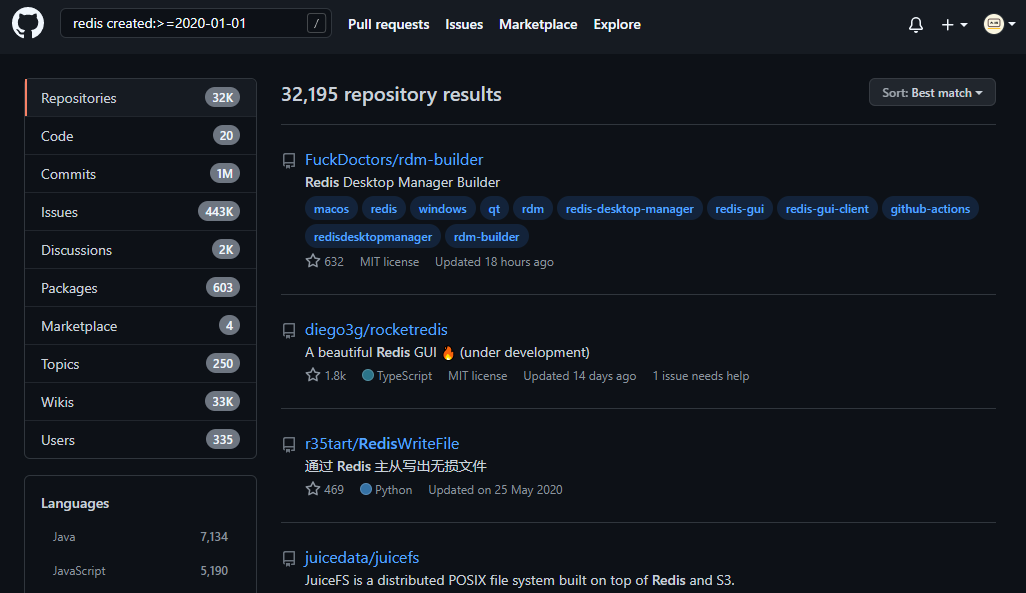 redis created:>=2020-01-01 / Pull requests Issues Marketplace Explore
Repositories 32K
Code 20
Commits 1M
Issues 443K
Discussions 2K
Packages 603
Marketplace 4
Topics 250
Wikis 33K
Users 335
Languages
Java 7,134
JavaScript 5,190
32,195 repository results
Sort: Best match
FuckDoctors/rdm-builder
Redis Desktop Manager Builder
macos redis windows qt rdm redis-desktop-manager redis-gui redis-gui-client github-actions
redisdesktopmanager rdm-builder
632 MIT license Updated 18 hours ago
diego3g/rocketredis
A beautiful Redis GUI 🔥 (under development)
1.8k TypeScript MIT license Updated 14 days ago 1 issue needs help
r35tart/RedisWriteFile
通过 Redis 主从写出无损文件
469 Python Updated on 25 May 2020
juicedata/juicefs
JuiceFS is a distributed POSIX file system built on top of Redis and S3.